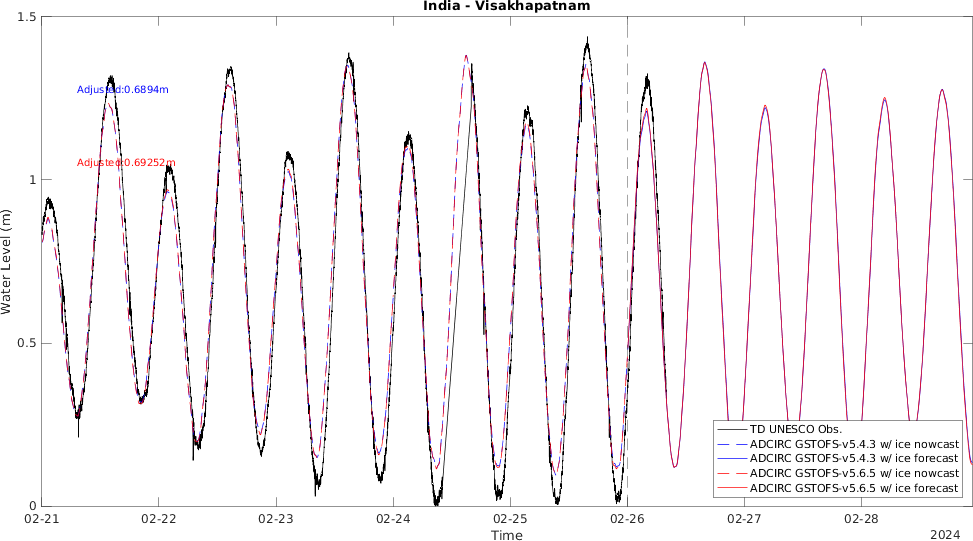 India - Visakhapatnam
1.5
1
0.5
0
Water Level (m)
Adjusted:0.6894m
Adjusted:0.69252m
TD UNESCO Obs.
ADCIRC GSTOFS-v5.4.3 w/ ice nowcast
ADCIRC GSTOFS-v5.4.3 w/ ice forecast
ADCIRC GSTOFS-v5.6.5 w/ ice nowcast
ADCIRC GSTOFS-v5.6.5 w/ ice forecast
02-21 02-22 02-23 02-24 02-25 02-26 02-27 02-28
Time
2024